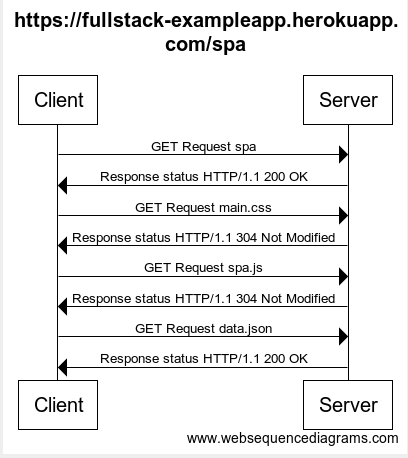 https://fullstack-exampleapp.herokuapp.
com/spa
Client Server
GET Request spa
Response status HTTP/1.1 200 OK
GET Request main.css
Response status HTTP/1.1 304 Not Modified
GET Request spa.js
Response status HTTP/1.1 304 Not Modified
GET Request data.json
Response status HTTP/1.1 200 OK
Client Server
www.websequencediagrams.com